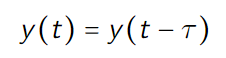 y(t) = y(t − τ)